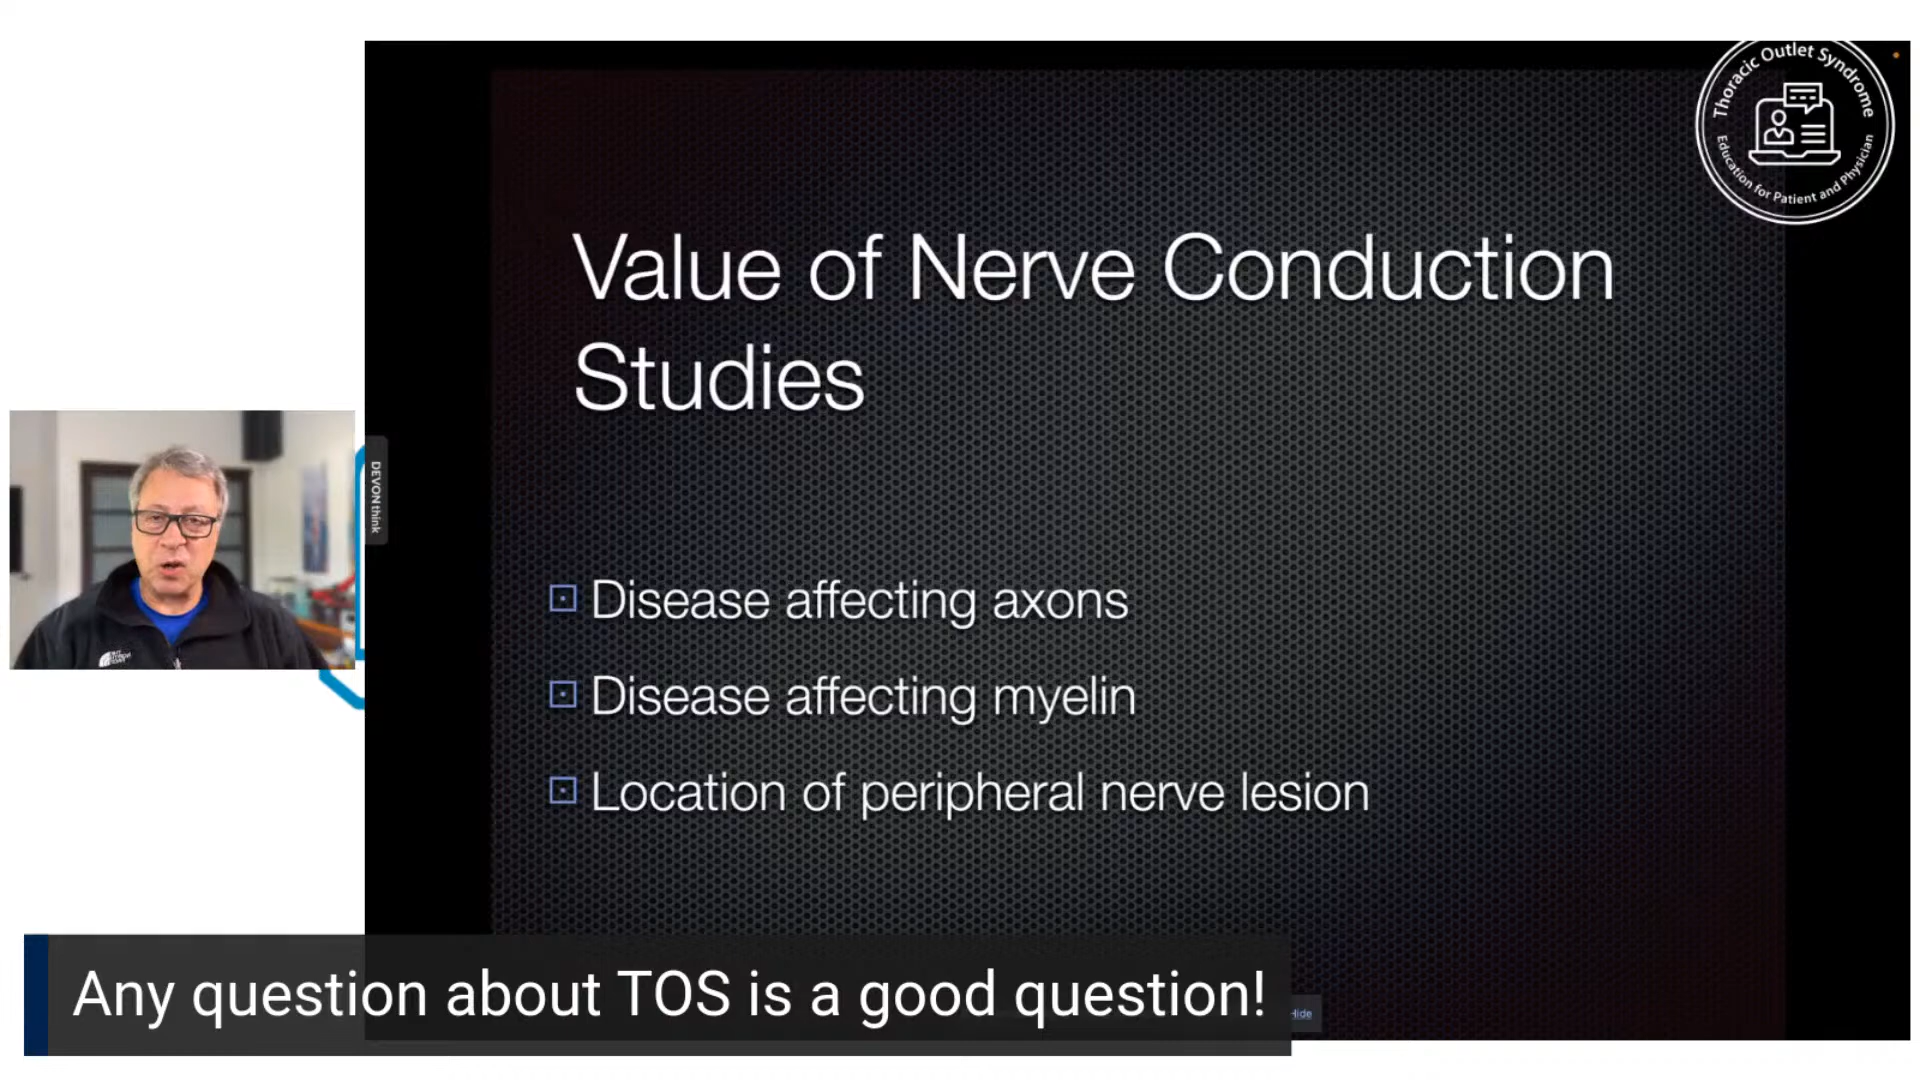 Thoracic Outlet Syndrome
Education for Patient and Physician
Value of Nerve Conduction
Studies
DEVONthink
Disease affecting axons
Disease affecting myelin
Location of peripheral nerve lesion
Any question about TOS is a good question!
Hide